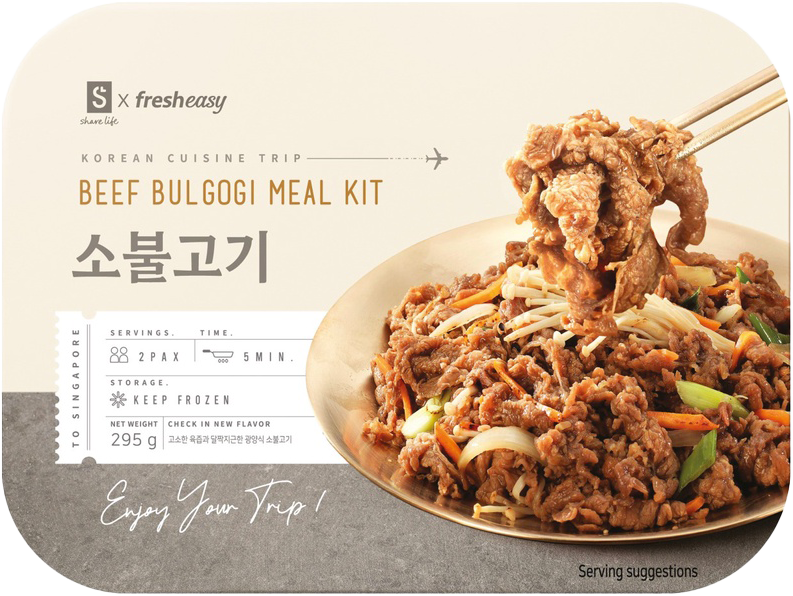 S X fresheasy
share life
KOREAN CUISINE TRIP
BEEF BULGOGI MEAL KIT
소불고기
TO SINGAPORE
SERVINGS. TIME.
2PAX 5MIN.
STORAGE.
KEEP FROZEN
NET WEIGHT CHECK IN NEW FLAVOR
295 g 고소한 육즙과 달짝지근한 광양식 소불고기
Enjoy Your Trip!
Serving suggestions